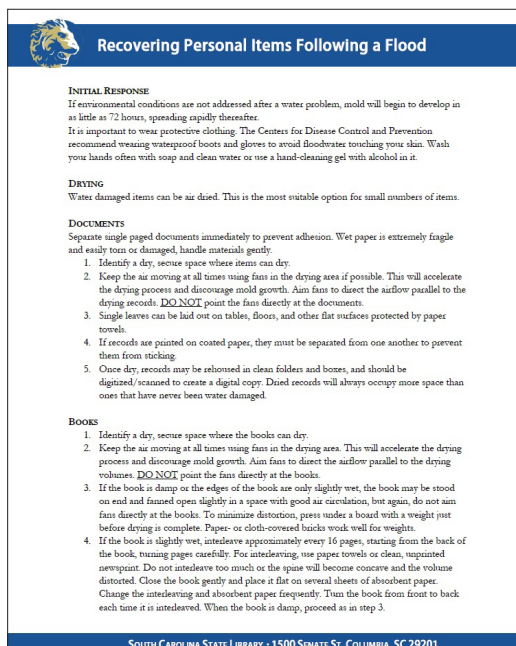 Recovering Personal Items Following a Flood
INITIAL RESPONSE
If environmental conditions are not addressed after a water problem, mold will begin to develop in
as little as 72 hours, spreading rapidly thereafter.
It is important to wear protective clothing. The Centers for Disease Control and Prevention
recommend wearing waterproof boots and gloves to avoid floodwater touching your skin. Wash
your hands often with soap and clean water or use a hand-cleaning gel with alcohol in it.
DRYING
Water damaged items can be air dried. This is the most suitable option for small numbers of items.
DOCUMENTS
Separate single paged documents immediately to prevent adhesion. Wet paper is extremely fragile
and easily torn or damaged, handle materials gently.
1. Identify a dry, secure space where items can dry.
2. Keep the air moving at all times using fans in the drying area if possible. This will accelerate
the drying process and discourage mold growth. Aim fans to direct the airflow parallel to the
drying records. DO NOT point the fans directly at the documents.
3. Single leaves can be laid out on tables, floors, and other flat surfaces protected by paper
towels.
4. If records are printed on coated paper, they must be separated from one another to prevent
them from sticking.
5. Once dry, records may be rehoused in clean folders and boxes, and should be
digitized/scanned to create a digital copy. Dried records will always occupy more space than
ones that have never been water damaged.
BOOKS
1. Identify a dry, secure space where the books can dry.
2. Keep the air moving at all times using fans in the drying area. This will accelerate the drying
process and discourage mold growth. Aim fans to direct the airflow parallel to the drying
volumes. DO NOT point the fans directly at the books.
3. If the book is damp or the edges of the book are only slightly wet, the book may be stood
on end and fanned open slightly in a space with good air circulation, but again, do not aim
fans directly at the books. To minimize distortion, press under a board with a weight just
before drying is complete. Paper- or cloth-covered bricks work well for weights.
4. If the book is slightly wet, interleave approximately every 16 pages, starting from the back of
the book, turning pages carefully. For interleaving, use paper towels or clean, unprinted
newsprint. Do not interleave too much or the spine will become concave and the volume
distorted. Close the book gently and place it flat on several sheets of absorbent paper.
Change the interleaving and absorbent paper frequently. Turn the book from front to back
each time it is interleaved. When the book is damp, proceed as in step 3.
SOUTH CAROLINA STATE LIBRARY · 1500 SENATE ST. COLUMBIA, SC 29201